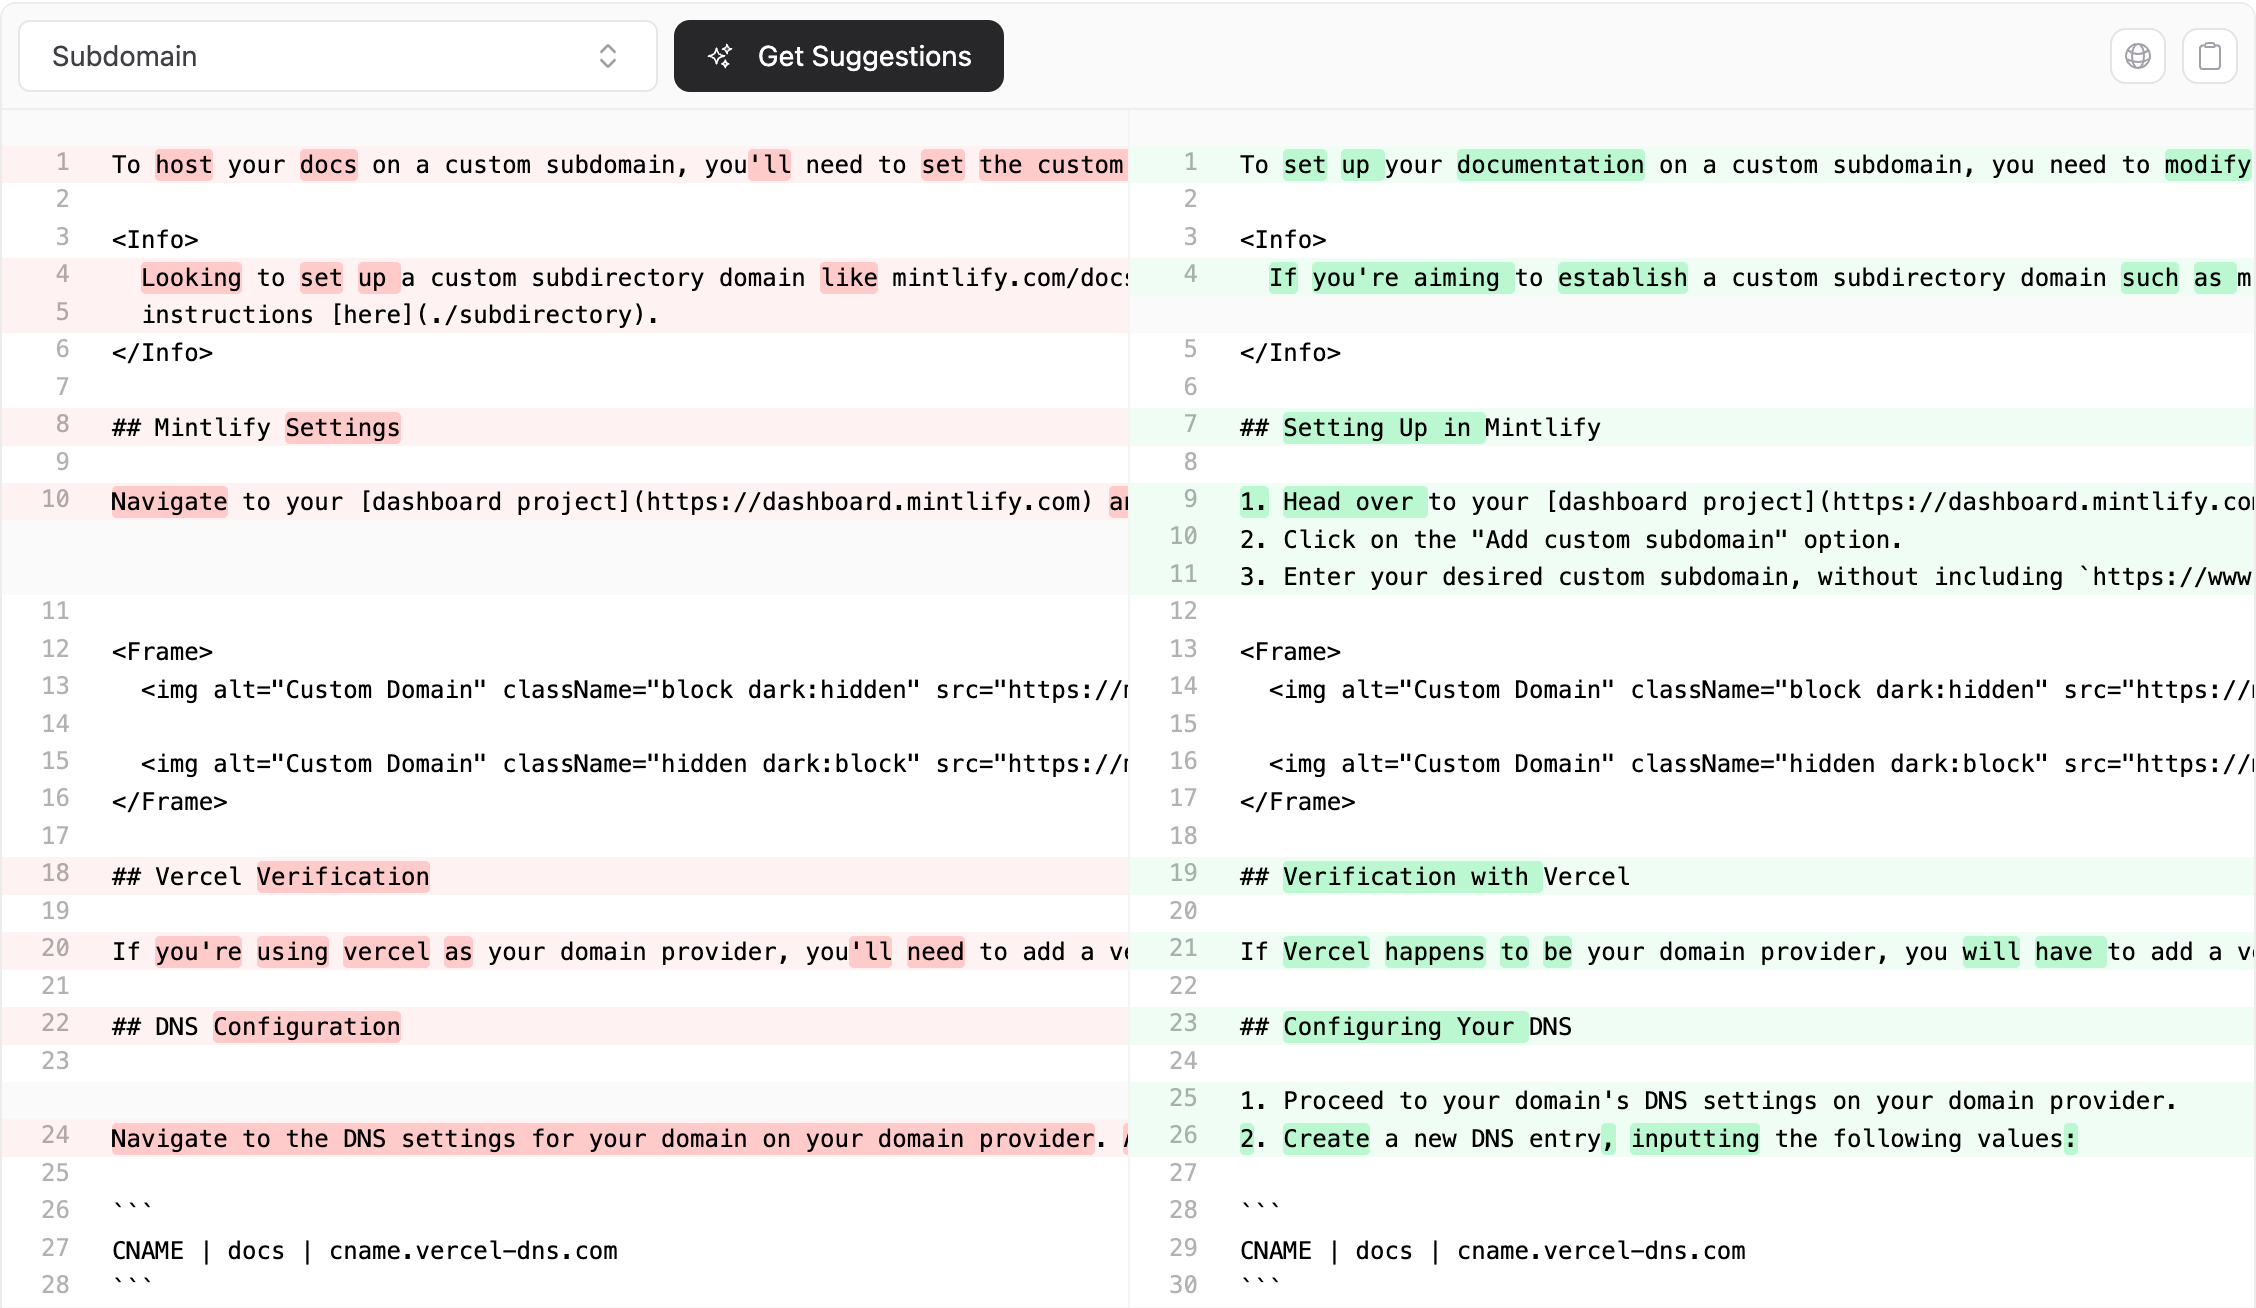 Subdomain
Get Suggestions
1 To host your docs on a custom subdomain, you'll need to set the custom
2
3 <Info>
4   Looking to set up a custom subdirectory domain like mintlify.com/docs
5   instructions [here](./subdirectory).
6 </Info>
7
8 ## Mintlify Settings
9
10 Navigate to your [dashboard project](https://dashboard.mintlify.com)
11
12 <Frame>
13   <img alt="Custom Domain" className="block dark:hidden" src="https://
14
15   <img alt="Custom Domain" className="hidden dark:block" src="https://
16 </Frame>
17
18 ## Vercel Verification
19
20 If you're using vercel as your domain provider, you'll need to add a
21
22 ## DNS Configuration
23
24 Navigate to the DNS settings for your domain on your domain provider.
25
26 ```
27 CNAME | docs | cname.vercel-dns.com
28 ```
1 To set up your documentation on a custom subdomain, you need to modify
2
3 <Info>
4   If you're aiming to establish a custom subdirectory domain such as
5 </Info>
6
7 ## Setting Up in Mintlify
8
9 1. Head over to your [dashboard project](https://dashboard.mintlify.co
10 2. Click on the "Add custom subdomain" option.
11 3. Enter your desired custom subdomain, without including `https://www
12
13 <Frame>
14   <img alt="Custom Domain" className="block dark:hidden" src="https://
15
16   <img alt="Custom Domain" className="hidden dark:block" src="https://
17 </Frame>
18
19 ## Verification with Vercel
20
21 If Vercel happens to be your domain provider, you will have to add a
22
23 ## Configuring Your DNS
24
25 1. Proceed to your domain's DNS settings on your domain provider.
26 2. Create a new DNS entry, inputting the following values:
27
28 ```
29 CNAME | docs | cname.vercel-dns.com
30 ```